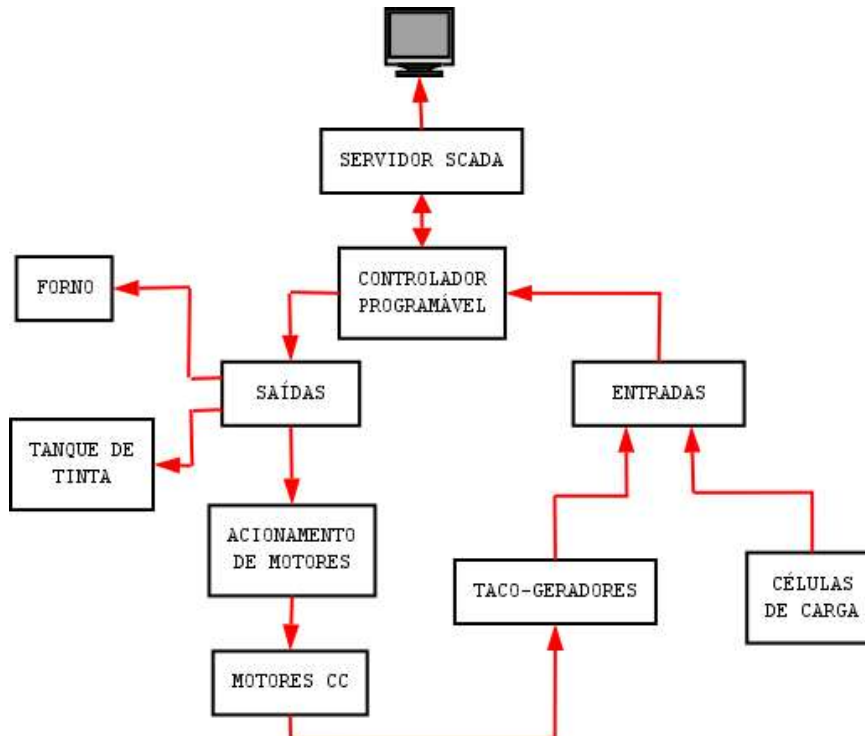 SERVIDOR SCADA
CONTROLADOR
PROGRAMÁVEL
FORNO
SAÍDAS
ENTRADAS
TANQUE DE
TINTA
ACIONAMENTO
DE MOTORES
TACO-GERADORES
CÉLULAS
DE CARGA
MOTORES CC